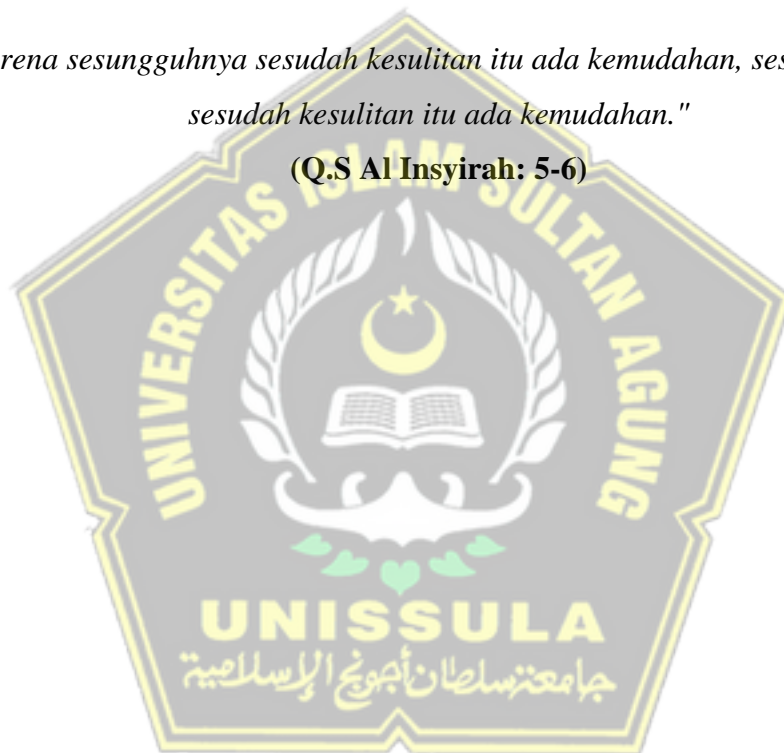 rena sesungguhnya sesudah kesulitan itu ada kemudahan, ses
sesudah kesulitan itu ada kemudahan."
(Q.S Al Insyirah: 5-6)
UNIVERSITAS ISLAM SULTAN AGUNG
UNISSULA
جامعة سلطان أجونج الإسلامية